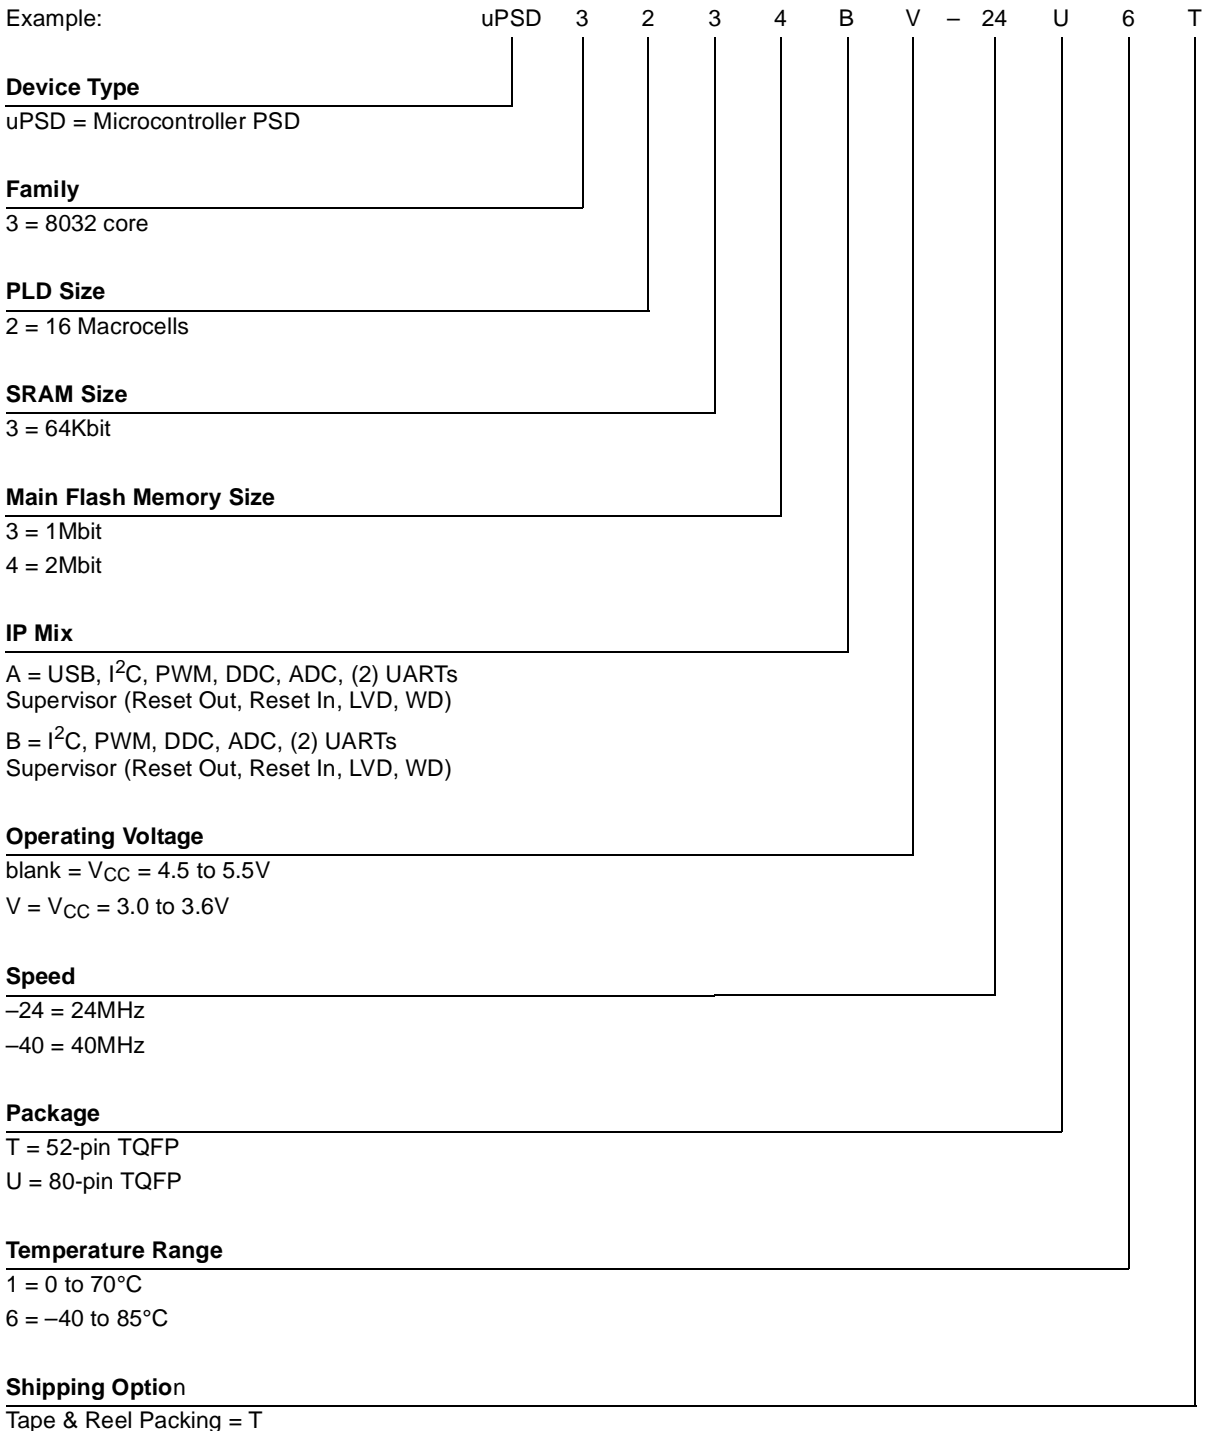 Example: uPSD 3 2 3 4 B V – 24 U 6 T
Device Type
uPSD = Microcontroller PSD
Family
3 = 8032 core
PLD Size
2 = 16 Macrocells
SRAM Size
3 = 64Kbit
Main Flash Memory Size
3 = 1Mbit
4 = 2Mbit
IP Mix
A = USB, I²C, PWM, DDC, ADC, (2) UARTs
Supervisor (Reset Out, Reset In, LVD, WD)
B = I²C, PWM, DDC, ADC, (2) UARTs
Supervisor (Reset Out, Reset In, LVD, WD)
Operating Voltage
blank = VCC = 4.5 to 5.5V
V = VCC = 3.0 to 3.6V
Speed
–24 = 24MHz
–40 = 40MHz
Package
T = 52-pin TQFP
U = 80-pin TQFP
Temperature Range
1 = 0 to 70°C
6 = –40 to 85°C
Shipping Option
Tape & Reel Packing = T